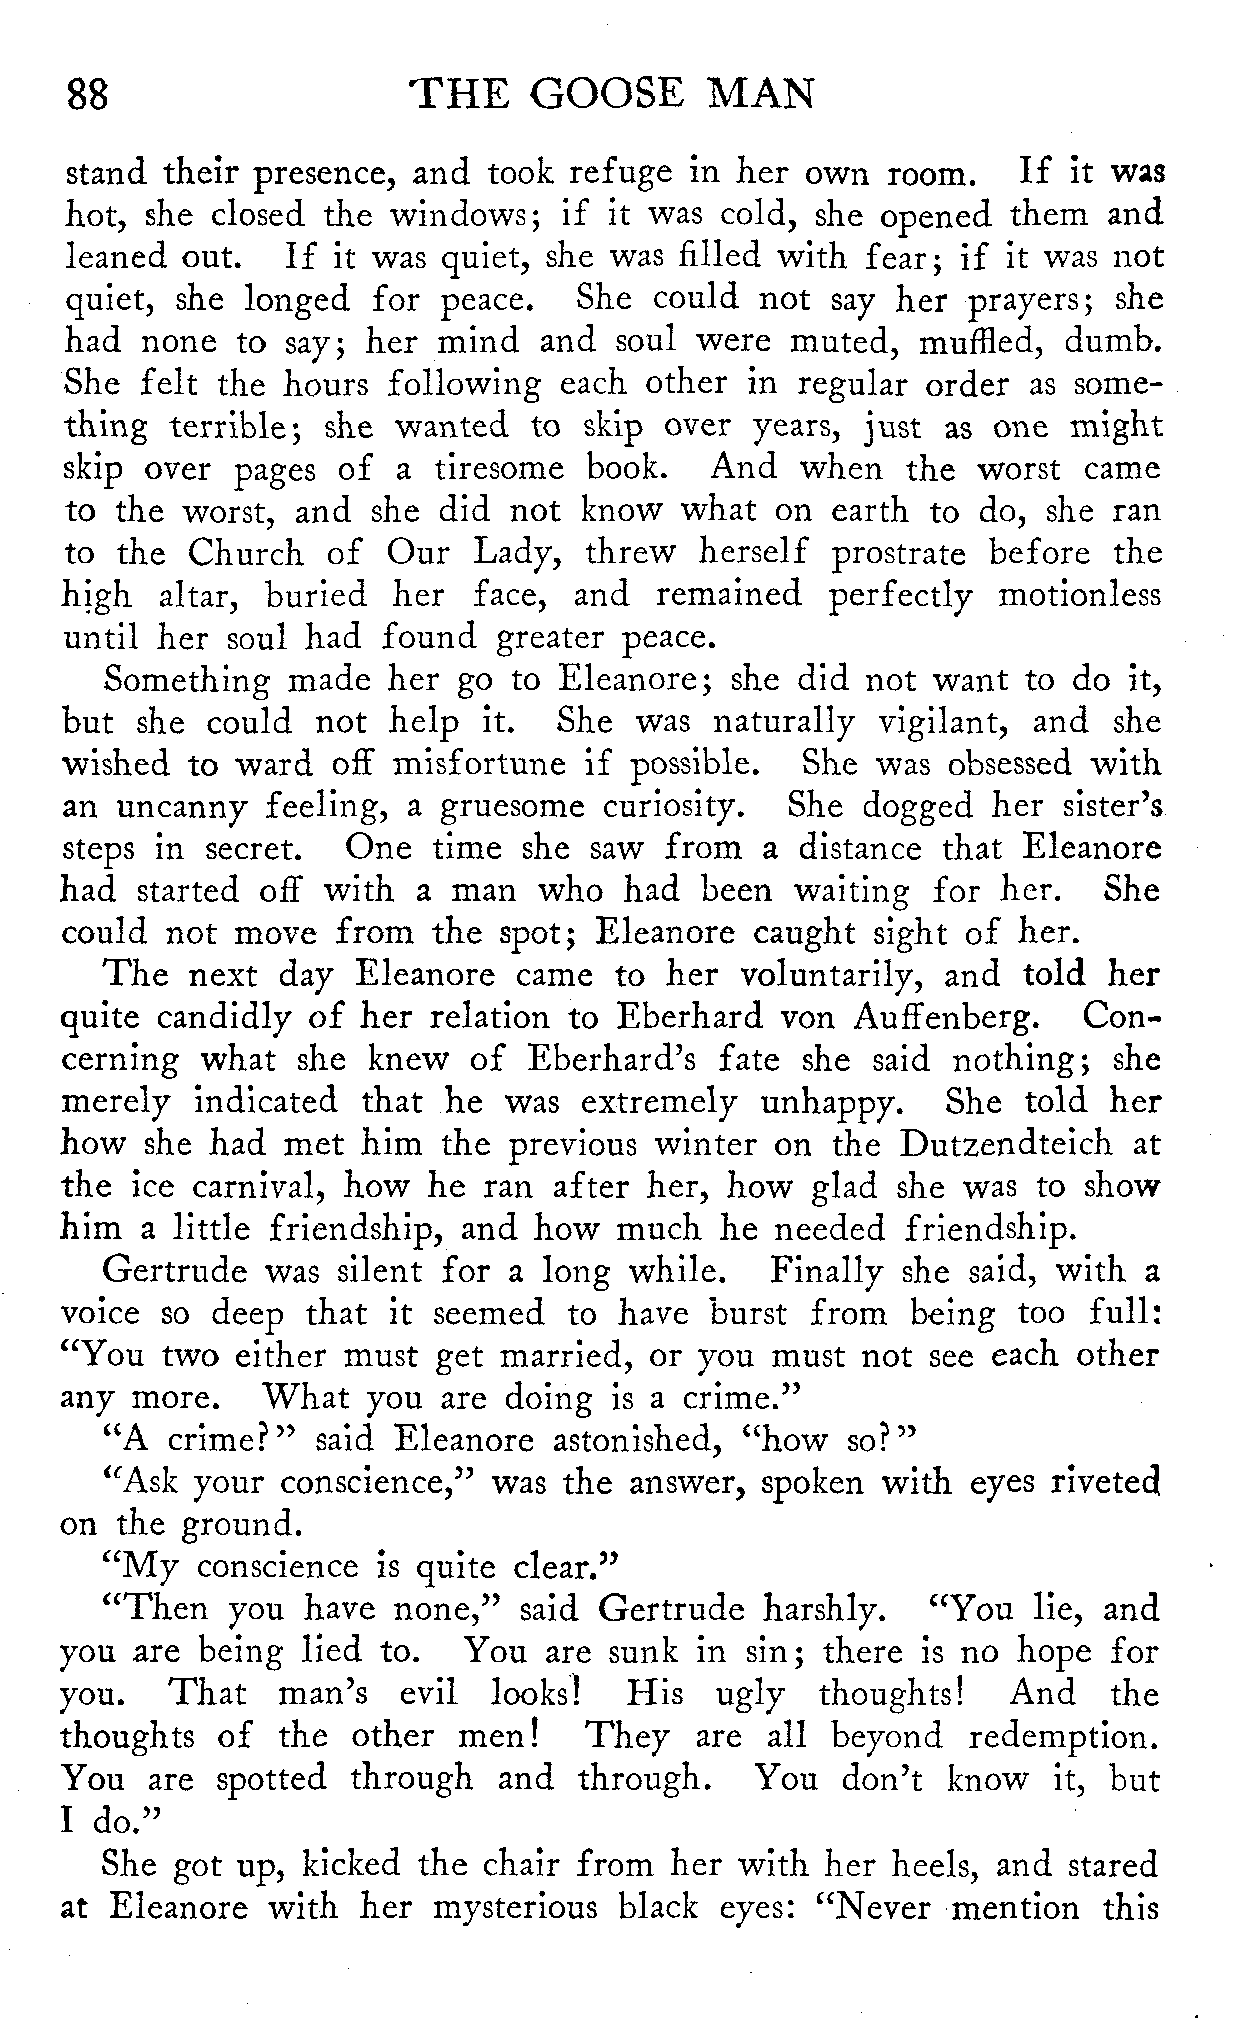 88 THE GOOSE MAN
stand their presence, and took refuge in her own room. If it was
hot, she closed the windows; if it was cold, she opened them and
leaned out. If it was quiet, she was filled with fear; if it was not
quiet, she longed for peace. She could not say her prayers; she
had none to say; her mind and soul were muted, muffled, dumb.
She felt the hours following each other in regular order as some-
thing terrible; she wanted to skip over years, just as one might
skip over pages of a tiresome book. And when the worst came
to the worst, and she did not know what on earth to do, she ran
to the Church of Our Lady, threw herself prostrate before the
high altar, buried her face, and remained perfectly motionless
until her soul had found greater peace.
Something made her go to Eleanore; she did not want to do it,
but she could not help it. She was naturally vigilant, and she
wished to ward off misfortune if possible. She was obsessed with
an uncanny feeling, a gruesome curiosity. She dogged her sister's
steps in secret. One time she saw from a distance that Eleanore
had started off with a man who had been waiting for her. She
could not move from the spot; Eleanore caught sight of her.
The next day Eleanore came to her voluntarily, and told her
quite candidly of her relation to Eberhard von Auffenberg. Con-
cerning what she knew of Eberhard's fate she said nothing; she
merely indicated that he was extremely unhappy. She told her
how she had met him the previous winter on the Dutzendteich at
the ice carnival, how he ran after her, how glad she was to show
him a little friendship, and how much he needed friendship.
Gertrude was silent for a long while. Finally she said, with a
voice so deep that it seemed to have burst from being too full:
"You two either must get married, or you must not see each other
any more. What you are doing is a crime."
"A crime?" said Eleanore astonished, "how so?"
"Ask your conscience," was the answer, spoken with eyes riveted
on the ground.
"My conscience is quite clear."
"Then you have none," said Gertrude harshly. "You lie, and
you are being lied to. You are sunk in sin; there is no hope for
you. That man's evil looks! His ugly thoughts! And the
thoughts of the other men! They are all beyond redemption.
You are spotted through and through. You don't know it, but
I do."
She got up, kicked the chair from her with her heels, and stared
at Eleanore with her mysterious black eyes: "Never mention this